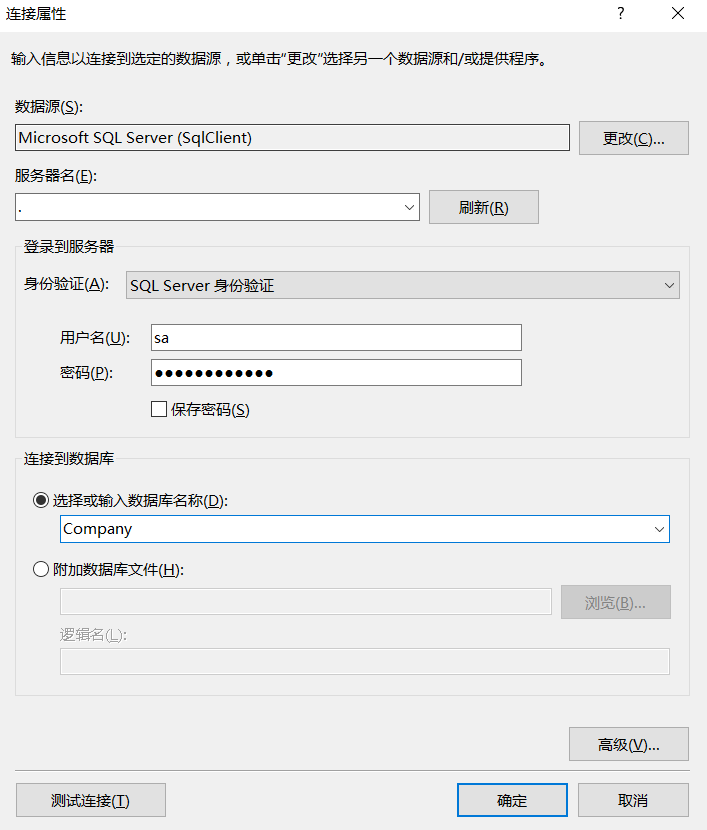 连接属性
?
输入信息以连接到选定的数据源，或单击“更改”选择另一个数据源和/或提供程序。
数据源(S):
Microsoft SQL Server (SqlClient)
更改(C)...
服务器名(E):
.
刷新(R)
登录到服务器
身份验证(A):
SQL Server 身份验证
用户名(U):
sa
密码(P):
●●●●●●●●●●●●
保存密码(S)
连接到数据库
选择或输入数据库名称(D):
Company
附加数据库文件(H):
浏览(B)...
逻辑名(L):
高级(V)...
测试连接(T)
确定
取消